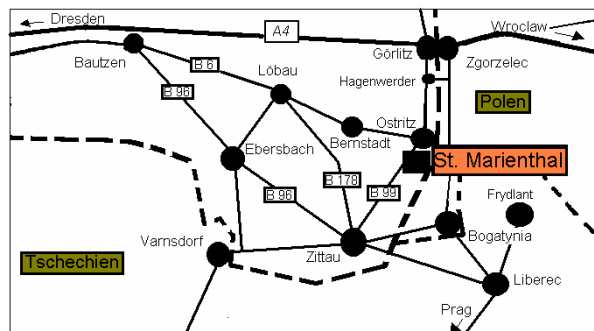 Dresden
A4
Wroclaw
Görlitz
Zgorzelec
Bautzen
B 6
Löbau
Hagenwerder
B 96
Polen
Ostritz
Bernstadt
Ebersbach
St. Marienthal
B 178
B 96
B 99
Frydlant
Varnsdorf
Bogatynia
Zittau
Tschechien
Liberec
Prag